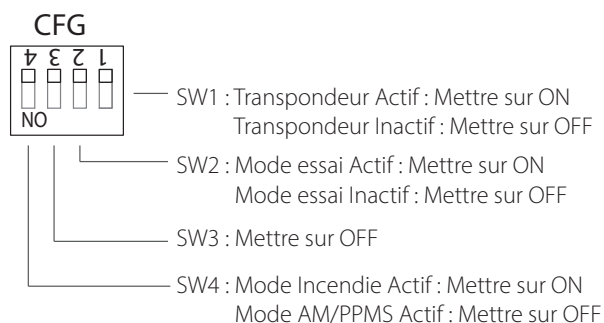 CFG
4 3 2 1
ON
SW1 : Transpondeur Actif : Mettre sur ON
Transpondeur Inactif : Mettre sur OFF
SW2 : Mode essai Actif : Mettre sur ON
Mode essai Inactif : Mettre sur OFF
SW3 : Mettre sur OFF
SW4 : Mode Incendie Actif : Mettre sur ON
Mode AM/PPMS Actif : Mettre sur OFF